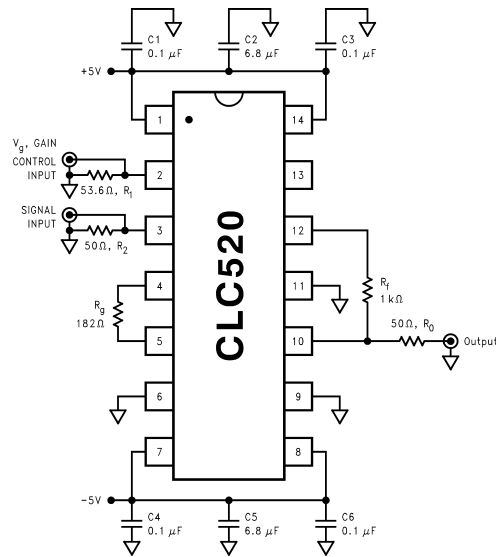 C1
0.1 μF
C2
6.8 μF
C3
0.1 μF
+5V
1
14
Vg, GAIN
CONTROL
INPUT
53.6Ω, R1
2
13
SIGNAL
INPUT
50Ω, R2
3
12
CLC520
4
11
Rg
182Ω
Rf
1kΩ
5
10
50Ω, R0
Output
6
9
7
8
-5V
C4
0.1 μF
C5
6.8 μF
C6
0.1 μF